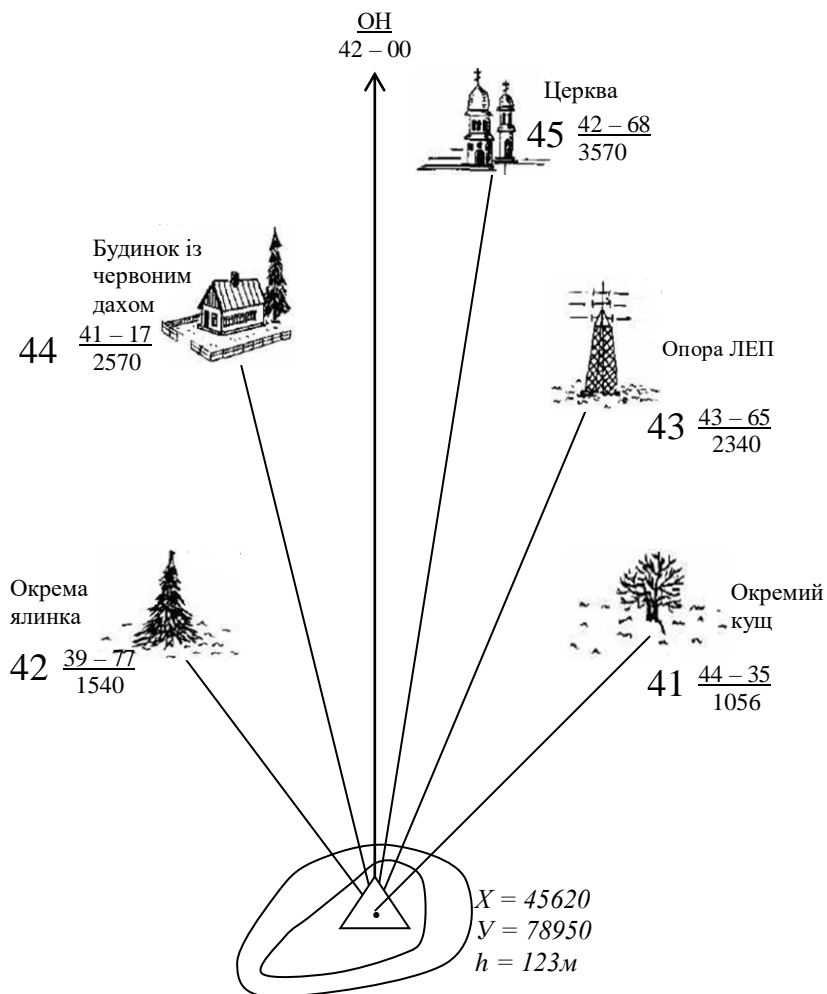 ОН
42 – 00
Церква
45 42 – 68
3570
Будинок із
червоним
дахом
44 41 – 17
2570
Опора ЛЕП
43 43 – 65
2340
Окрема
ялинка
42 39 – 77
1540
Окремий
кущ
41 44 – 35
1056
X = 45620
У = 78950
h = 123м